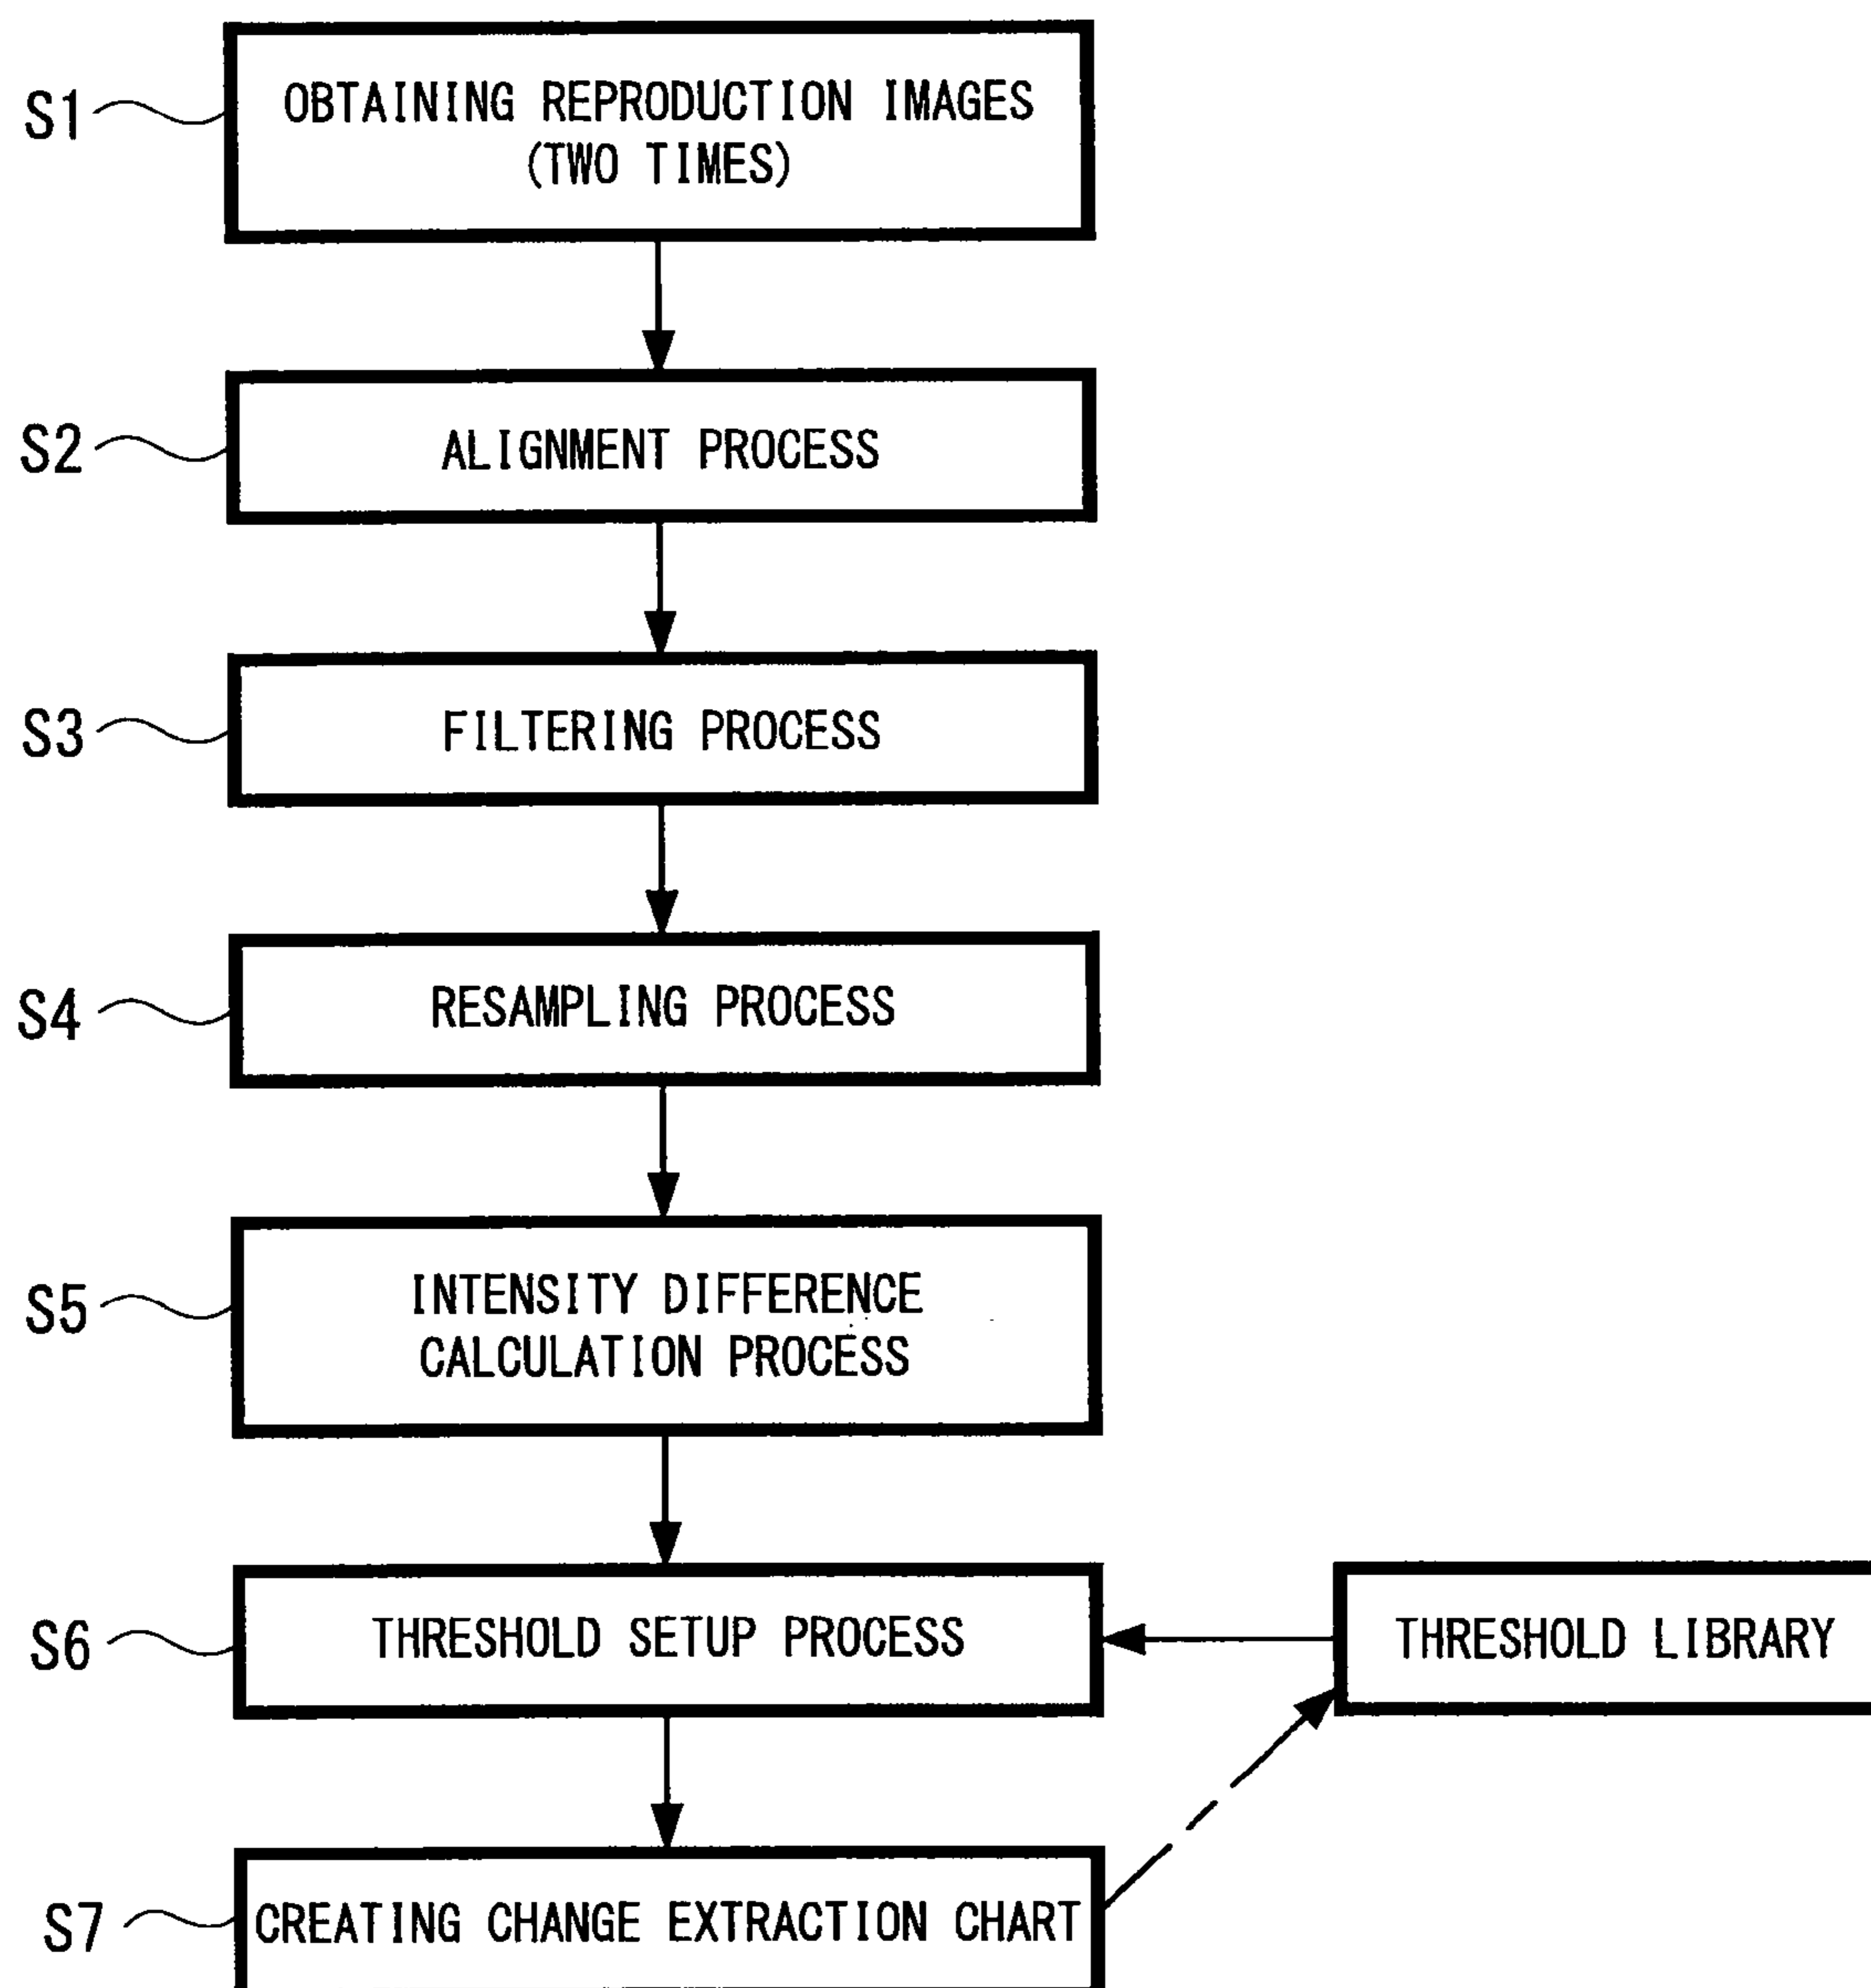 S1
OBTAINING REPRODUCTION IMAGES
(TWO TIMES)
S2
ALIGNMENT PROCESS
S3
FILTERING PROCESS
S4
RESAMPLING PROCESS
S5
INTENSITY DIFFERENCE
CALCULATION PROCESS
S6
THRESHOLD SETUP PROCESS
THRESHOLD LIBRARY
S7
CREATING CHANGE EXTRACTION CHART